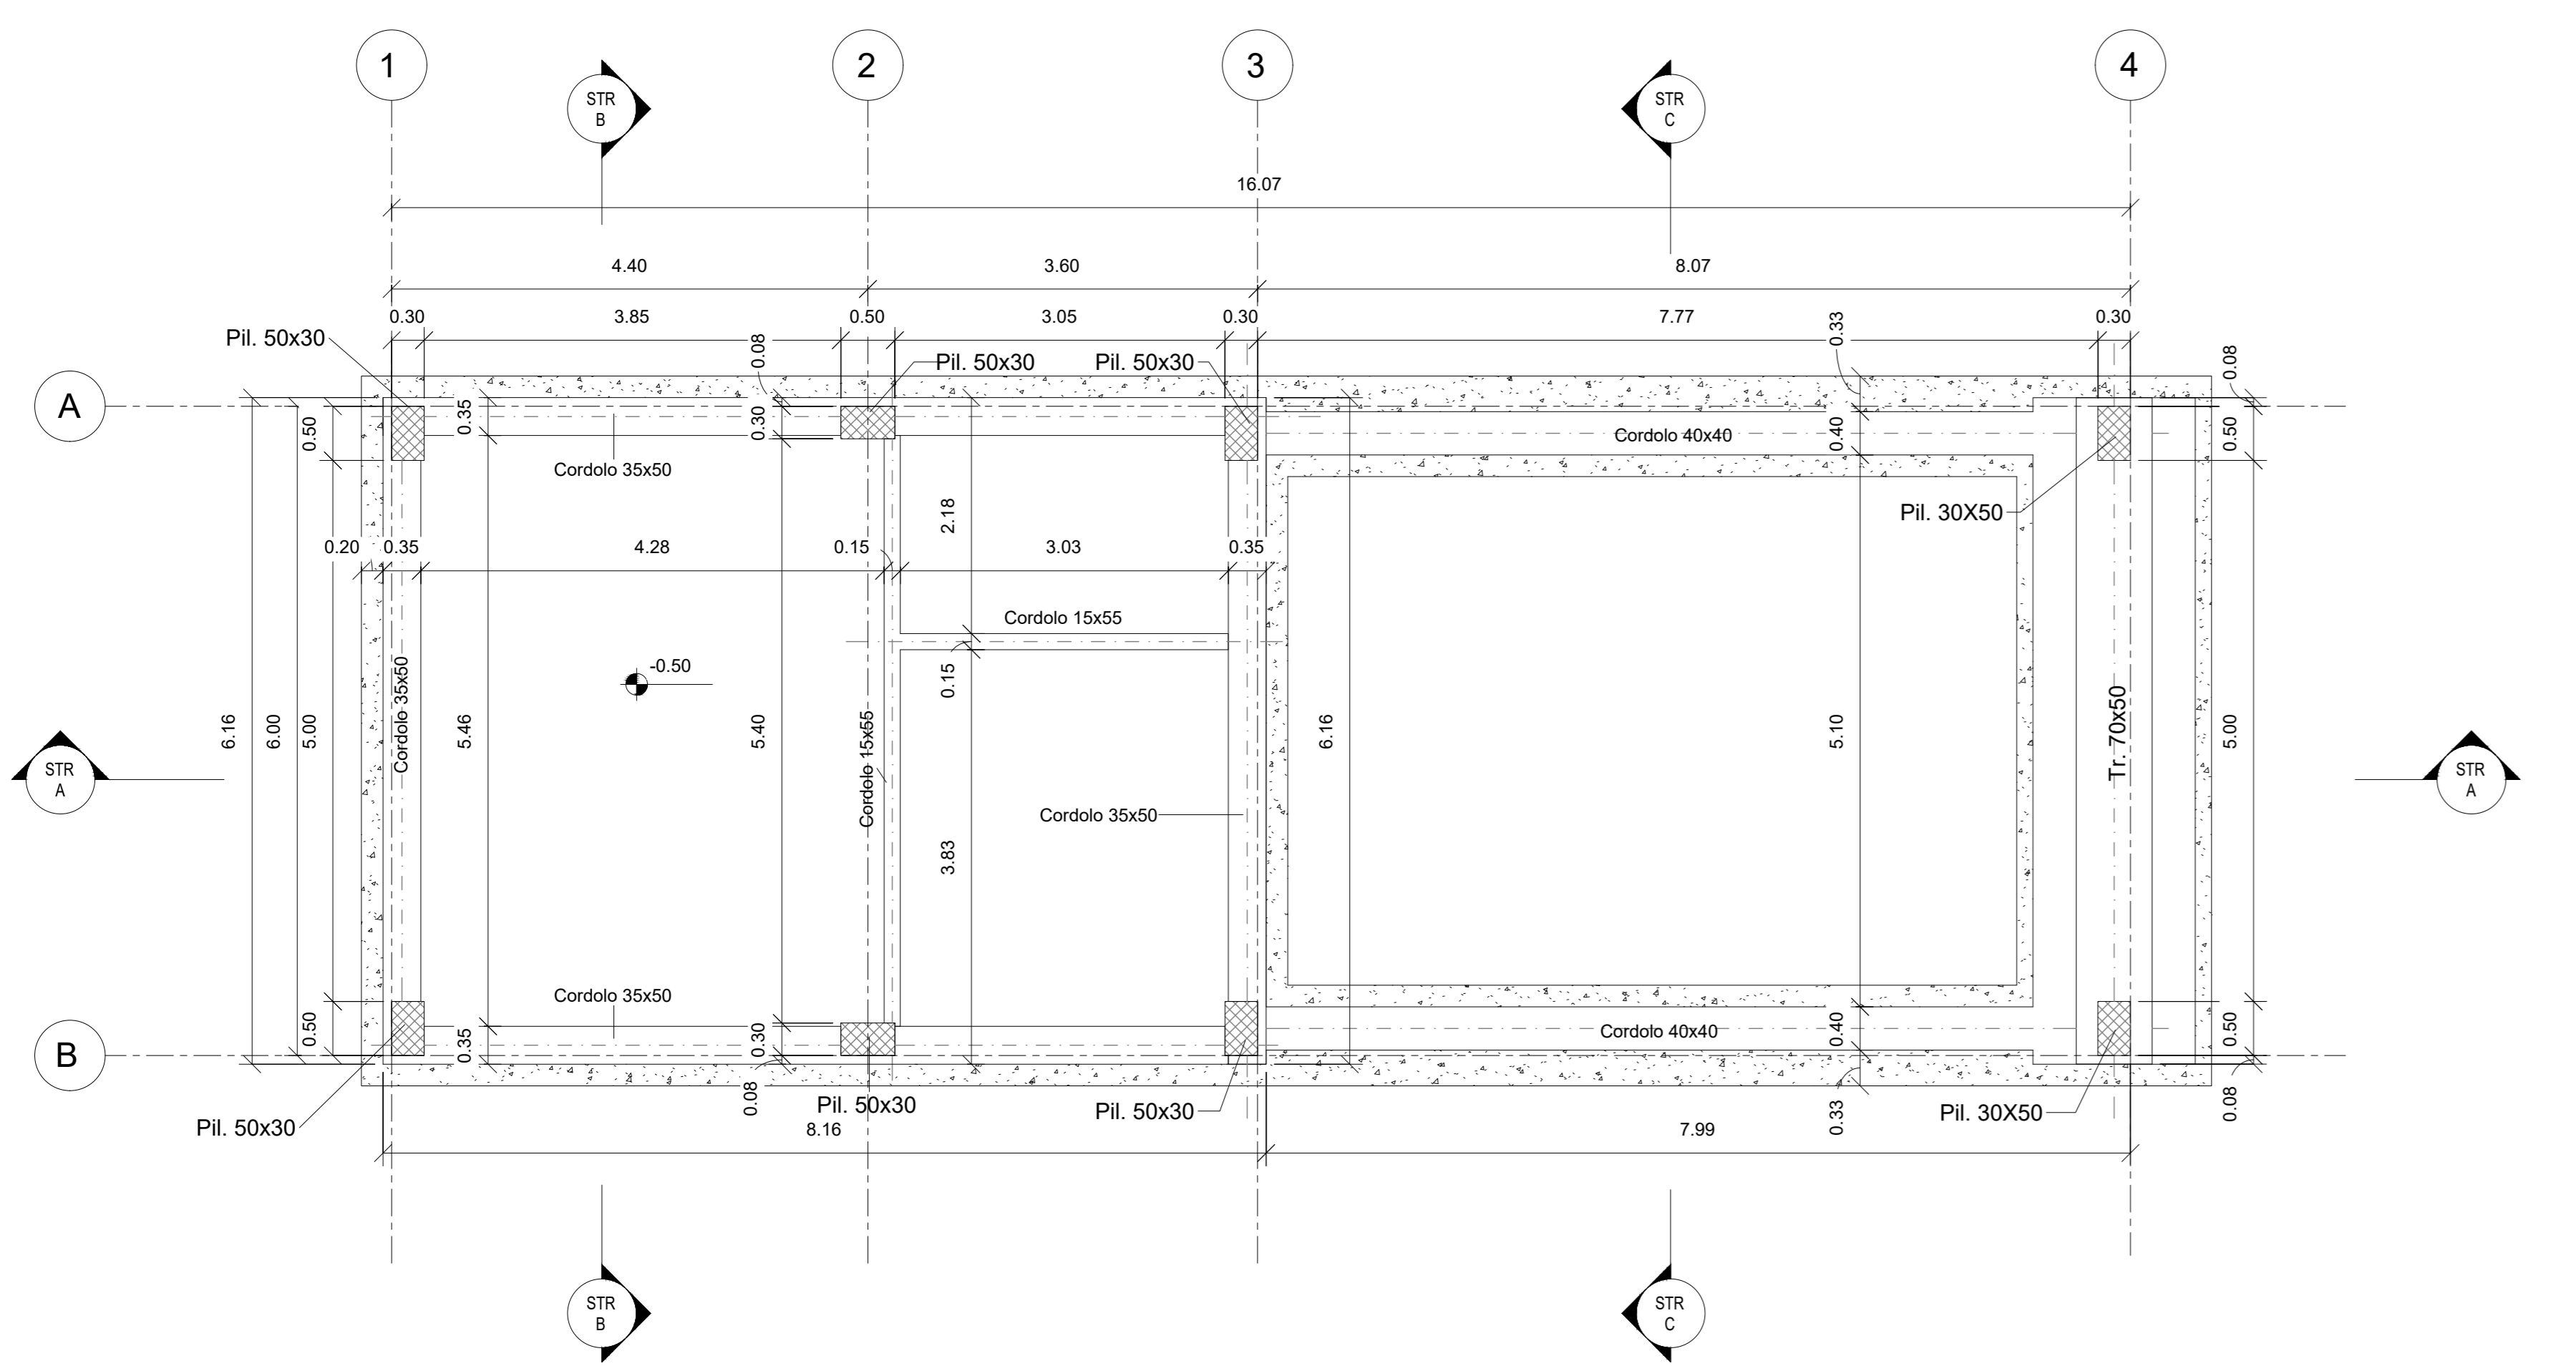 1
2
3
4
STR
B
STR
C
16.07
4.40
3.60
8.07
0.30
3.85
0.50
3.05
0.30
7.77
0.33
0.30
Pil. 50x30
0.08
Pil. 50x30
Pil. 50x30
0.08
A
0.50
0.35
0.30
Cordolo 35x50
Cordolo 40x40
0.40
0.50
Pil. 30X50
2.18
0.20
0.35
4.28
0.15
3.03
0.35
Cordolo 15x55
-0.50
0.15
Cordolo 35x50
6.16
6.00
5.00
5.46
5.40
Cordolo 15x55
6.16
5.10
Tr. 70x50
5.00
STR
A
STR
A
Cordolo 35x50
3.83
Cordolo 35x50
0.50
0.35
0.30
Cordolo 40x40
0.40
0.50
B
0.08
Pil. 50x30
Pil. 50x30
Pil. 50x30
0.33
Pil. 30X50
0.08
8.16
7.99
STR
B
STR
C